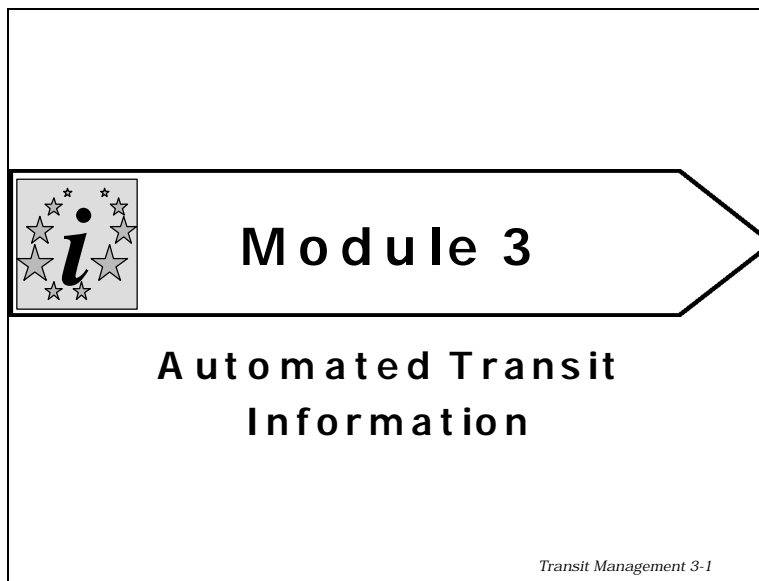 i
Module 3
Automated Transit
Information
Transit Management 3-1